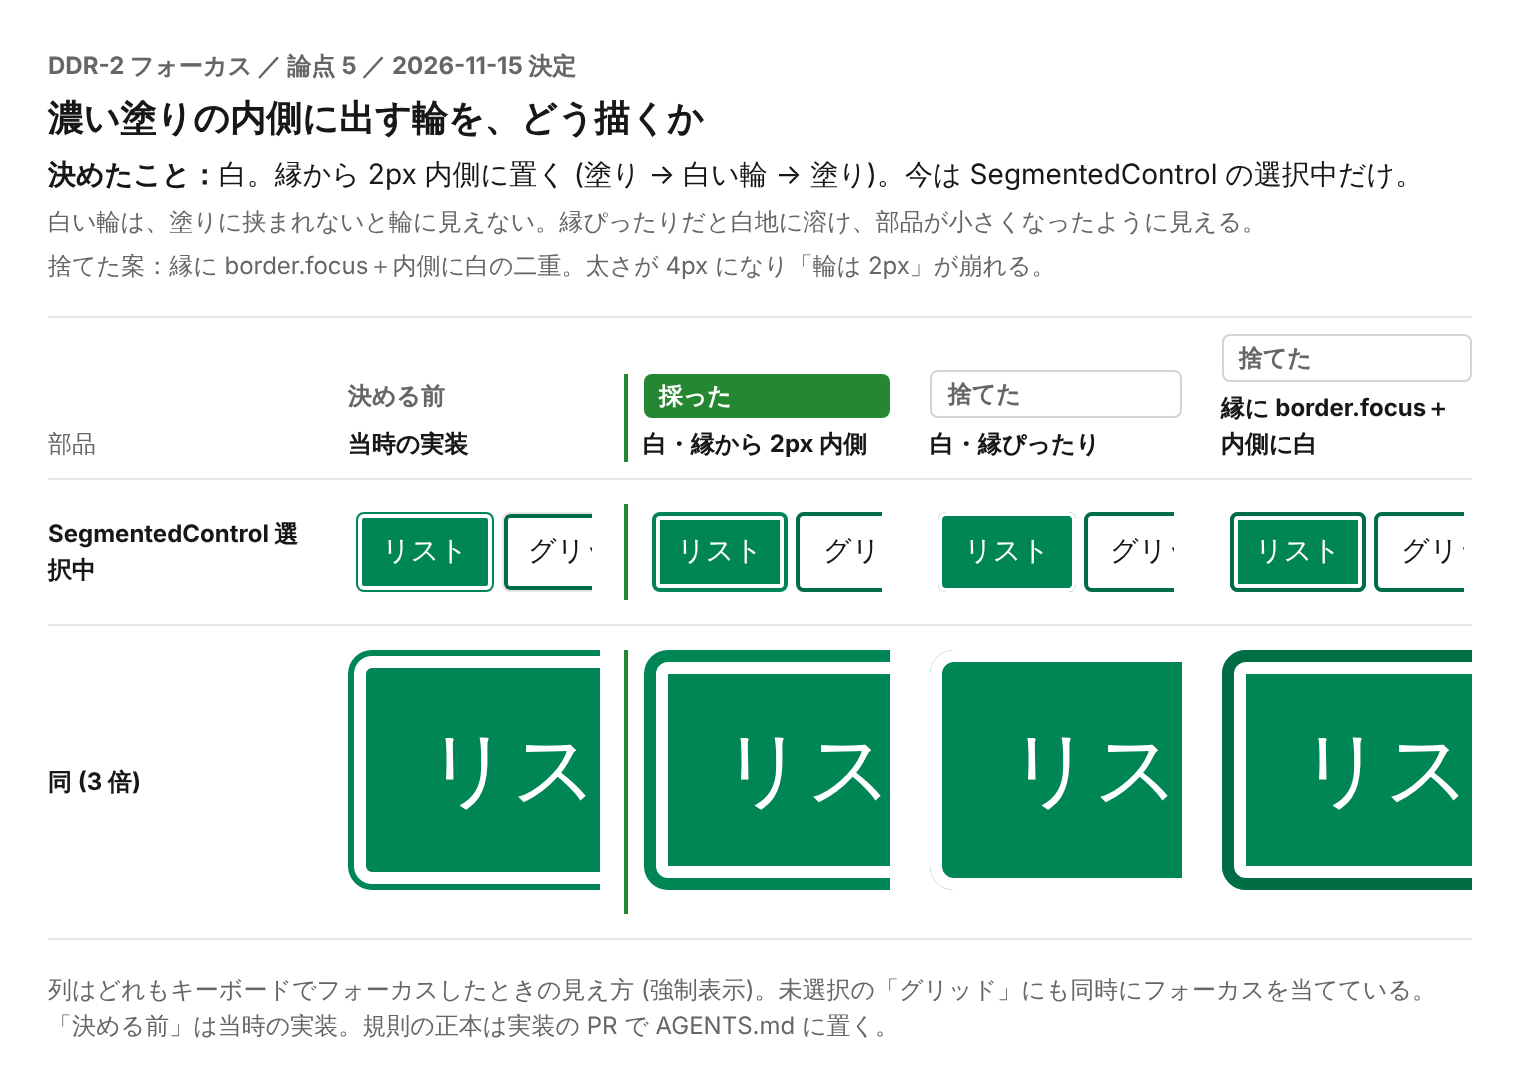 DDR-2 フォーカス ／ 論点 5 ／ 2026-11-15 決定
濃い塗りの内側に出す輪を、どう描くか
決めたこと：白。縁から 2px 内側に置く (塗り → 白い輪 → 塗り)。今は SegmentedControl の選択中だけ。
白い輪は、塗りに挟まれないと輪に見えない。縁ぴったりだと白地に溶け、部品が小さくなったように見える。
捨てた案：縁に border.focus＋内側に白の二重。太さが 4px になり「輪は 2px」が崩れる。
部品
決める前
当時の実装
採った
白・縁から 2px 内側
捨てた
白・縁ぴったり
捨てた
縁に border.focus＋
内側に白
SegmentedControl 選
択中
リスト グリッ
リスト グリ
リスト グリッ
リスト グリッ
同 (3 倍)
リス
リス
リス
リス
列はどれもキーボードでフォーカスしたときの見え方 (強制表示)。未選択の「グリッド」にも同時にフォーカスを当てている。
「決める前」は当時の実装。規則の正本は実装の PR で AGENTS.md に置く。